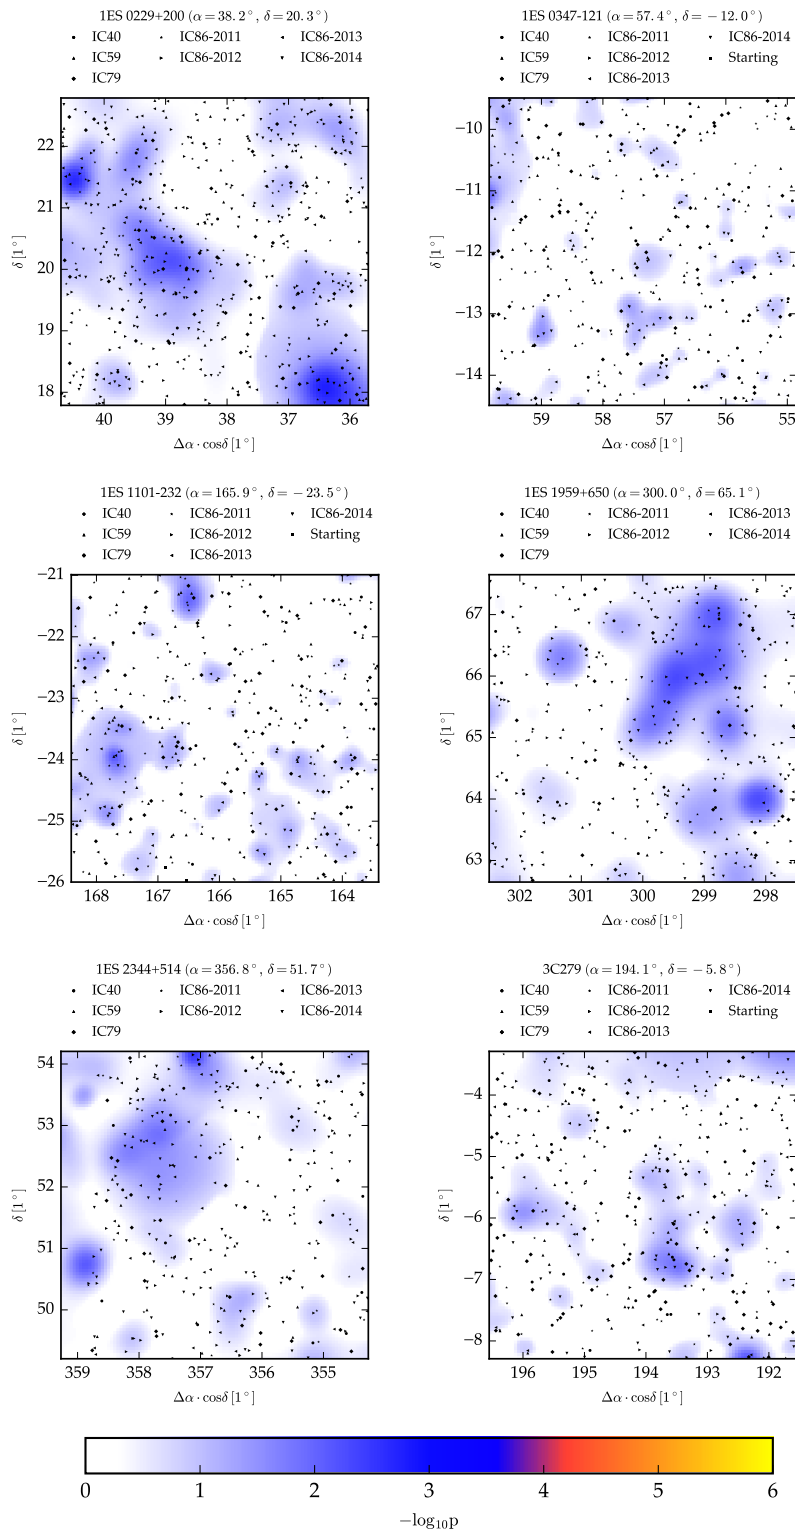 1ES 0229+200 (α = 38.2°, δ = 20.3°)
IC40 IC86-2011 IC86-2013
IC59 IC86-2012 IC86-2014
IC79
22
21
20
19
18
δ [1°]
40 39 38 37 36
Δα · cosδ [1°]
1ES 0347-121 (α = 57.4°, δ = −12.0°)
IC40 IC86-2011 IC86-2014
IC59 IC86-2012 Starting
IC79 IC86-2013
−10
−11
−12
−13
−14
δ [1°]
59 58 57 56 55
Δα · cosδ [1°]
1ES 1101-232 (α = 165.9°, δ = −23.5°)
IC40 IC86-2011 IC86-2014
IC59 IC86-2012 Starting
IC79 IC86-2013
−21
−22
−23
−24
−25
−26
δ [1°]
168 167 166 165 164
Δα · cosδ [1°]
1ES 1959+650 (α = 300.0°, δ = 65.1°)
IC40 IC86-2011 IC86-2013
IC59 IC86-2012 IC86-2014
IC79
67
66
65
64
63
δ [1°]
302 301 300 299 298
Δα · cosδ [1°]
1ES 2344+514 (α = 356.8°, δ = 51.7°)
IC40 IC86-2011 IC86-2013
IC59 IC86-2012 IC86-2014
IC79
54
53
52
51
50
δ [1°]
359 358 357 356 355
Δα · cosδ [1°]
3C279 (α = 194.1°, δ = −5.8°)
IC40 IC86-2011 IC86-2014
IC59 IC86-2012 Starting
IC79 IC86-2013
−4
−5
−6
−7
−8
δ [1°]
196 195 194 193 192
Δα · cosδ [1°]
0 1 2 3 4 5 6
−log₁₀p